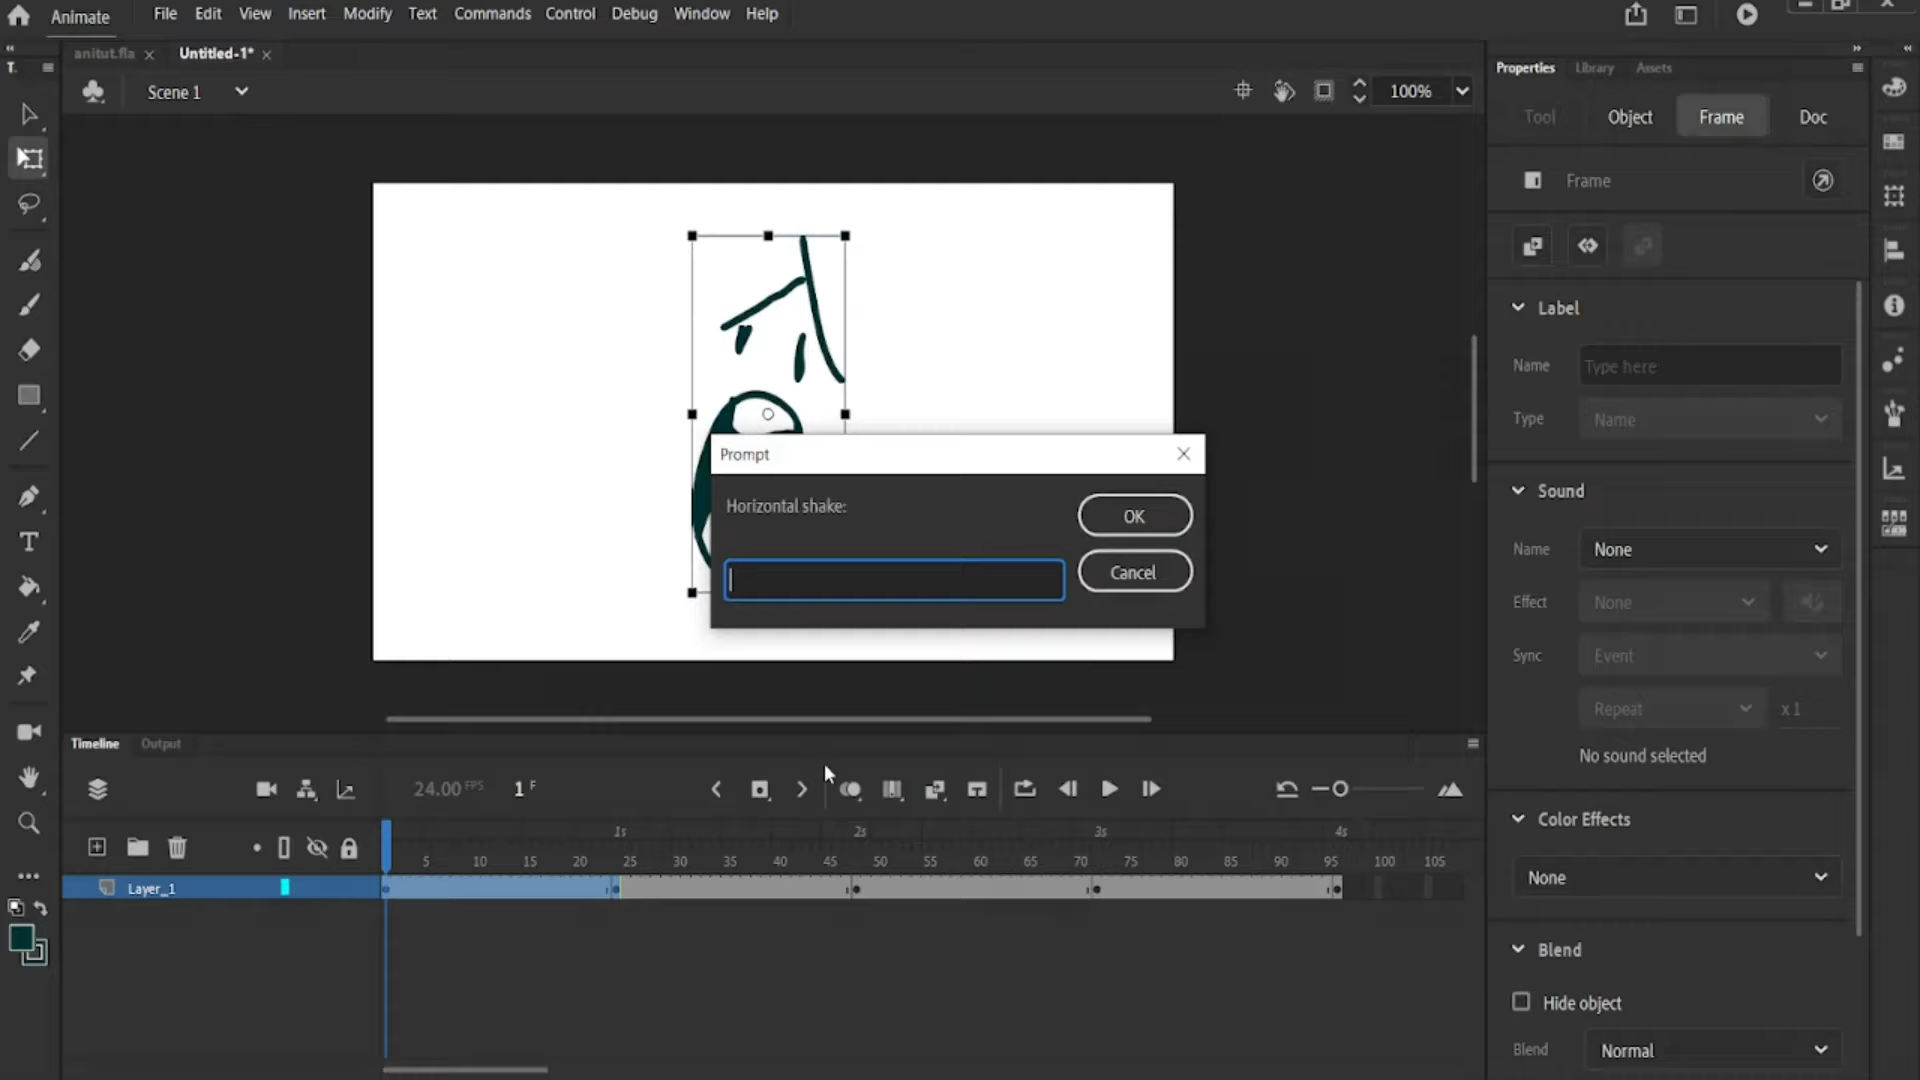 Animate File Edit View Insert Modify Text Commands Control Debug Window Help
anitut.fla Untitled-1*
Scene 1 100%
T.
Properties Library Assets
Tool Object Frame Doc
Frame
Label
Name Type here
Type Name
Sound
Name None
Effect None
Sync Event
Repeat x 1
No sound selected
Color Effects
None
Blend
Hide object
Blend Normal
Prompt
Horizontal shake:
OK
Cancel
Timeline Output
24.00 FPS 1 F
1s 2s 3s 4s
5 10 15 20 25 30 35 40 45 50 55 60 65 70 75 80 85 90 95 100 105
Layer_1